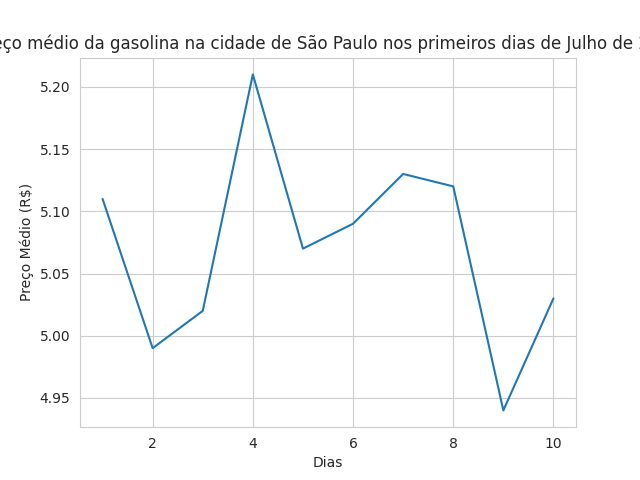 eço médio da gasolina na cidade de São Paulo nos primeiros dias de Julho de
5.20
5.15
5.10
5.05
5.00
4.95
Preço Médio (R$)
2 4 6 8 10
Dias